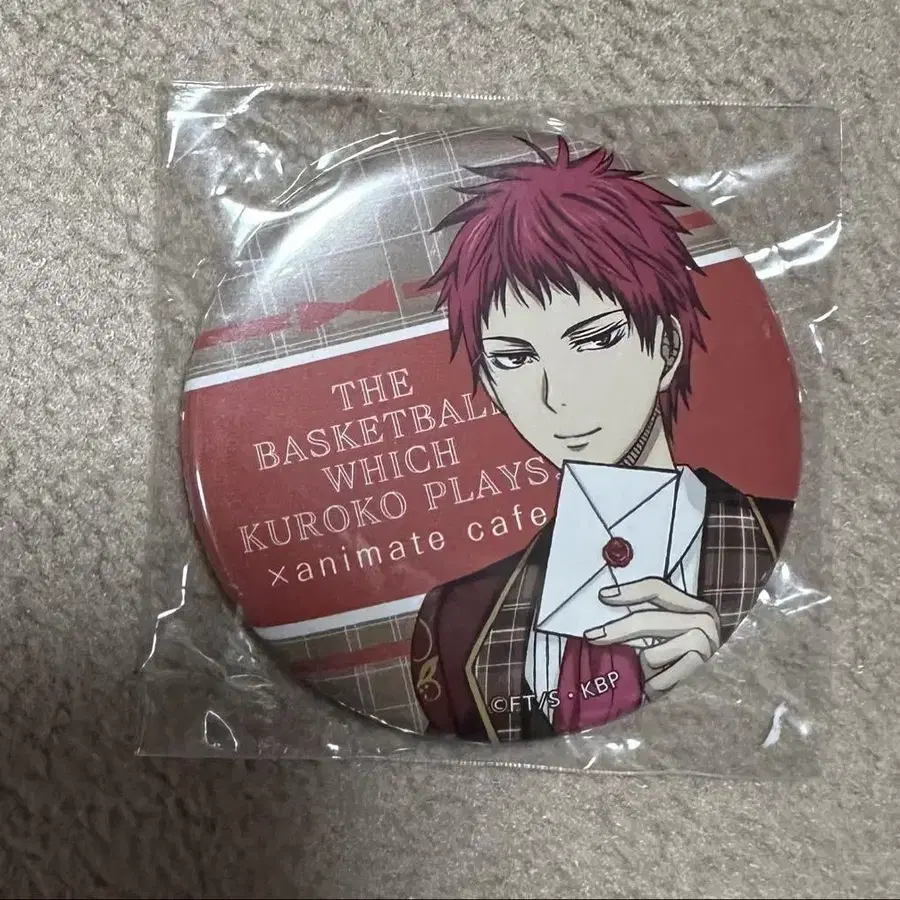 THE
BASKETBALL
WHICH
KUROKO PLAYS.
×animate cafe
©FT/S・KBP